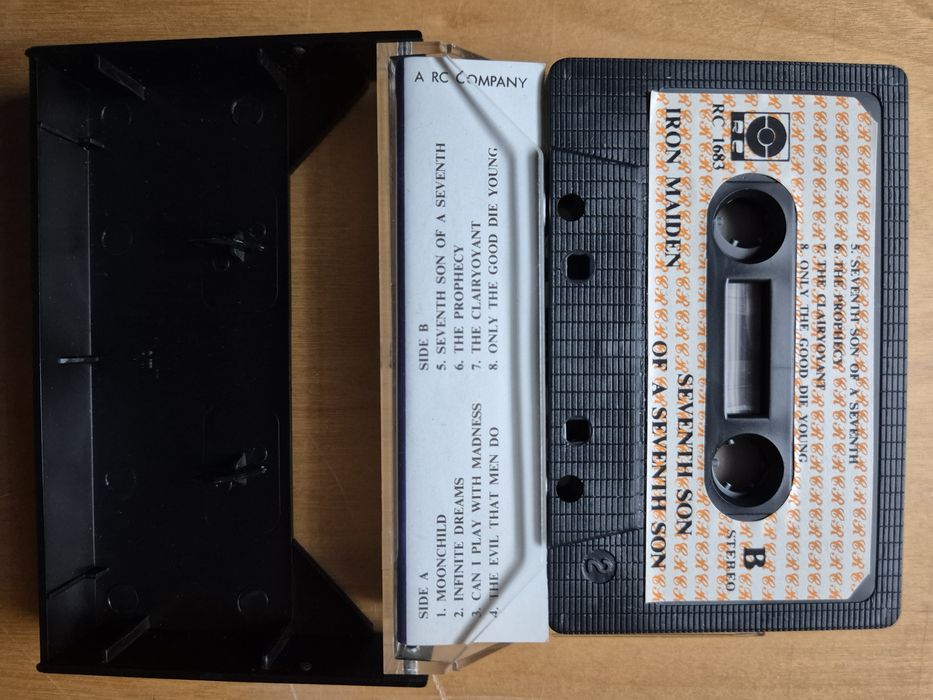 A RC COMPANY
SIDE A
1. MOONCHILD
2. INFINITE DREAMS
3. CAN I PLAY WITH MADNESS
4. THE EVIL THAT MEN DO
SIDE B
5. SEVENTH SON OF A SEVENTH
6. THE PROPHECY
7. THE CLAIRYOYANT
8. ONLY THE GOOD DIE YOUNG
RC 1683
IRON MAIDEN
SEVENTH SON
OF A SEVENTH SON
B
STEREO
5. SEVENTH SON OF A SEVENTH
6. THE PROPHECY
7. THE CLAIRYOYANT
8. ONLY THE GOOD DIE YOUNG
2